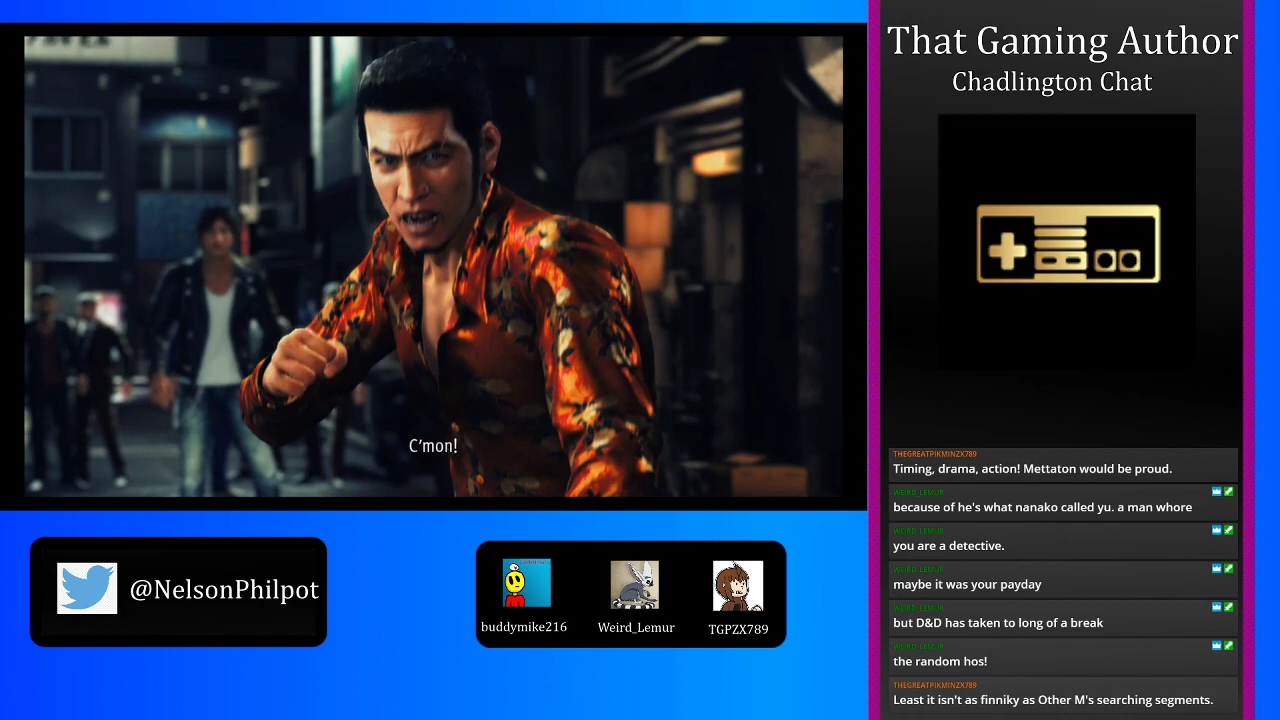 That Gaming Author
Chadlington Chat
C'mon!
@NelsonPhilpot
buddymike216
Weird_Lemur
TGPZX789
THEGREATPIKMINZX789
Timing, drama, action! Mettaton would be proud.
WEIRD_LEMUR
because of he's what nanako called yu. a man whore
WEIRD_LEMUR
you are a detective.
WEIRD_LEMUR
maybe it was your payday
WEIRD_LEMUR
but D&D has taken to long of a break
WEIRD_LEMUR
the random hos!
THEGREATPIKMINZX789
Least it isn't as finniky as Other M's searching segments.